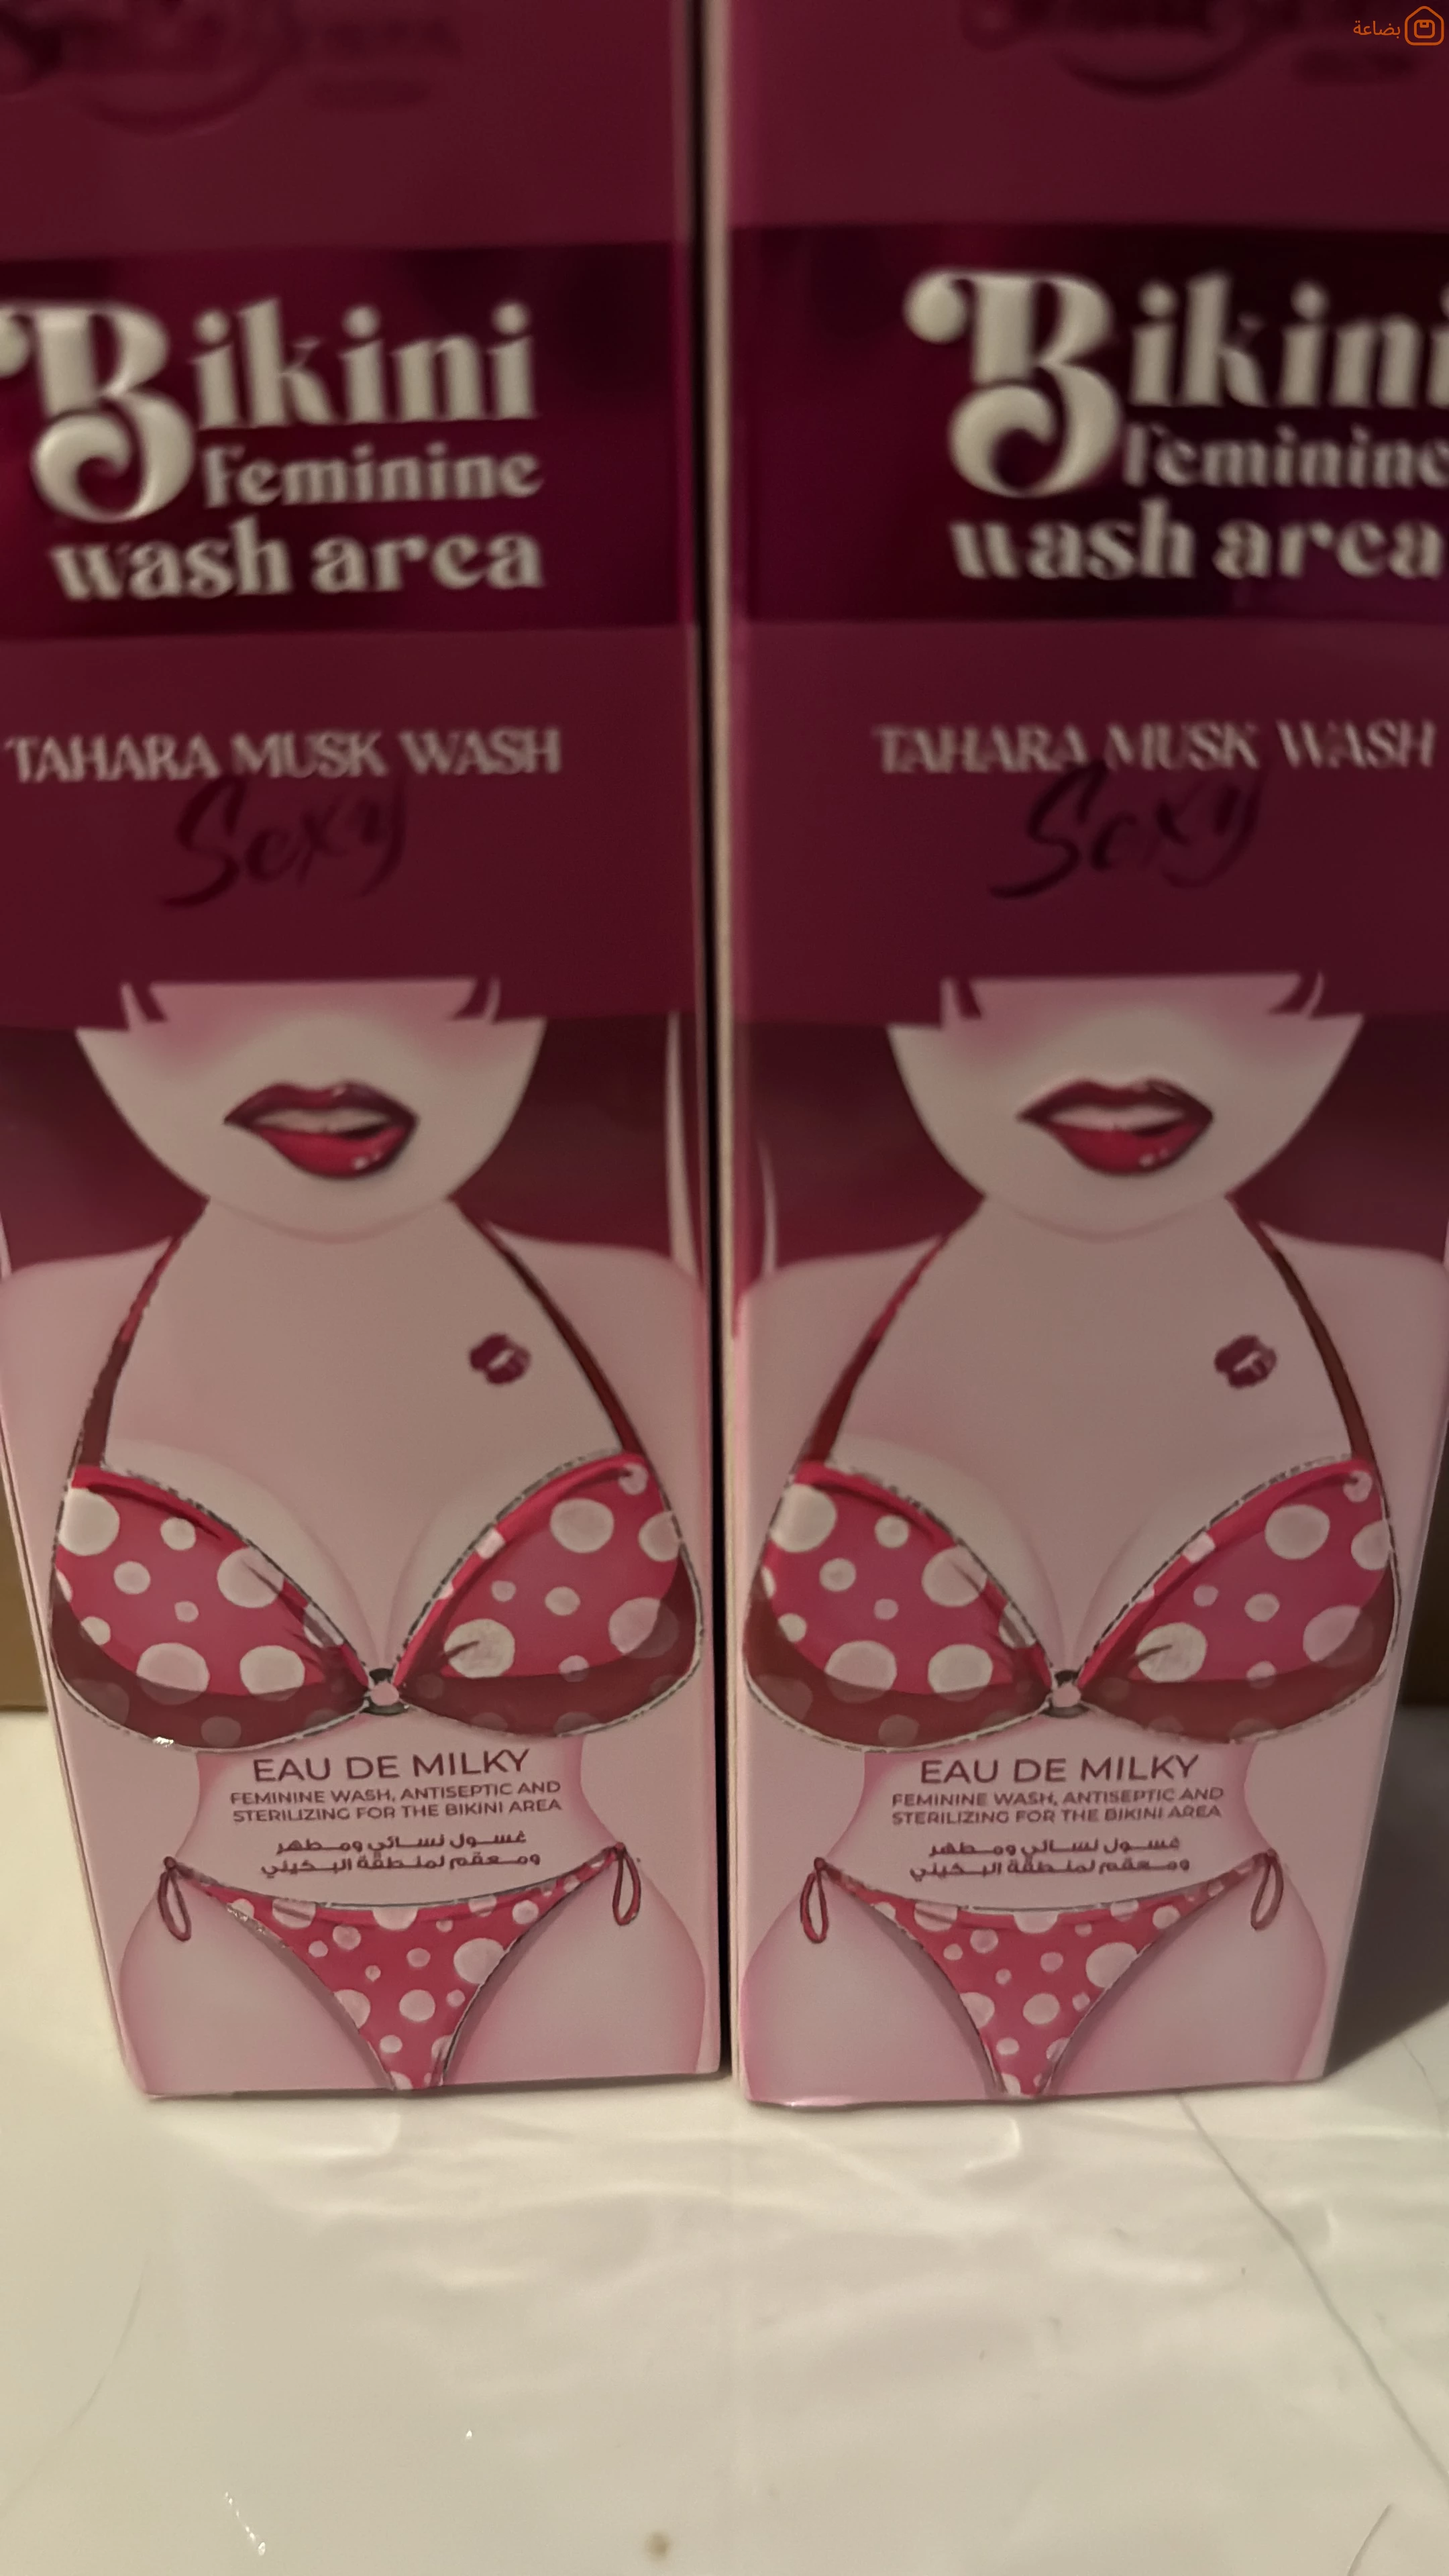 بضاعة
Bikini
Feminine
wash area
TAHARA MUSK WASH
Sexy
EAU DE MILKY
FEMININE WASH, ANTISEPTIC AND
STERILIZING FOR THE BIKINI AREA
غسول نسائي ومطهر
ومعقم لمنطقة البكيني
Bikini
Feminine
wash area
TAHARA MUSK WASH
Sexy
EAU DE MILKY
FEMININE WASH, ANTISEPTIC AND
STERILIZING FOR THE BIKINI AREA
غسول نسائي ومطهر
ومعقم لمنطقة البكيني